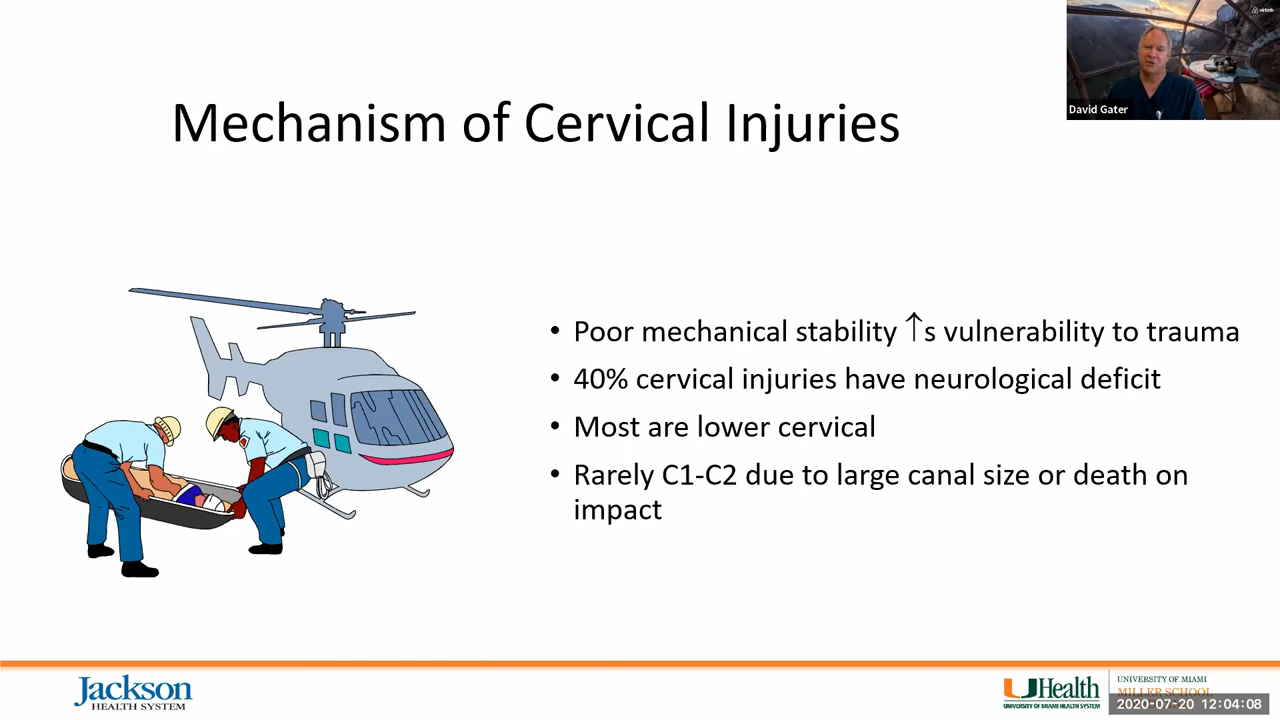 airbnb
David Gater
Mechanism of Cervical Injuries
• Poor mechanical stability ↑s vulnerability to trauma
• 40% cervical injuries have neurological deficit
• Most are lower cervical
• Rarely C1-C2 due to large canal size or death on
impact
Jackson
HEALTH SYSTEM
UHealth
UNIVERSITY OF MIAMI HEALTH SYSTEM
UNIVERSITY OF MIAMI
MILLER SCHOOL
2020-07-20 12:04:08